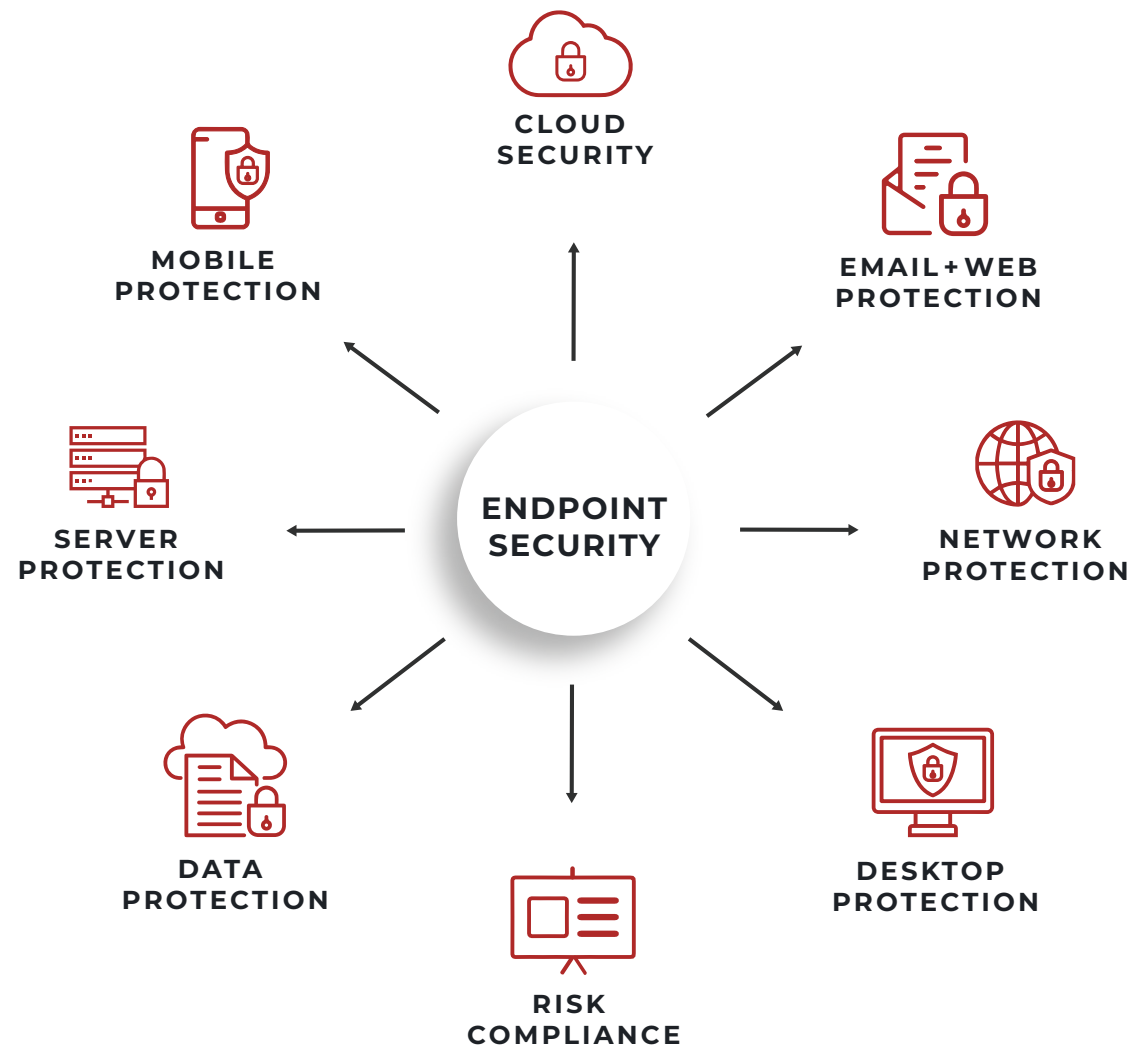 CLOUD
SECURITY
MOBILE
PROTECTION
EMAIL+WEB
PROTECTION
ENDPOINT
SECURITY
SERVER
PROTECTION
NETWORK
PROTECTION
DATA
PROTECTION
DESKTOP
PROTECTION
RISK
COMPLIANCE